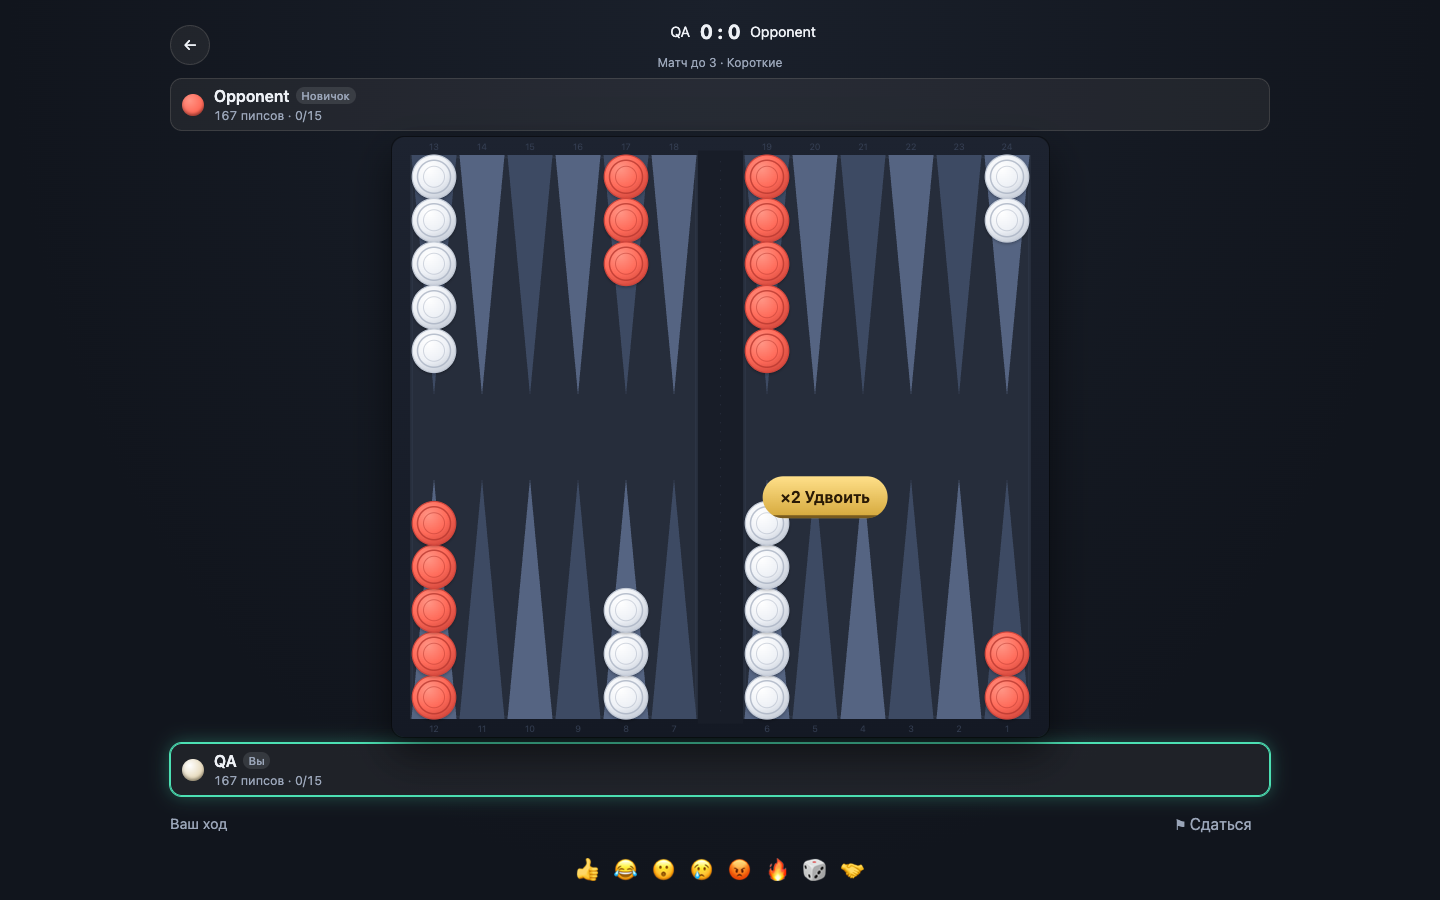 QA 0 : 0 Opponent
Матч до 3 · Короткие
Opponent Новичок
167 пипсов · 0/15
13 14 15 16 17 18 19 20 21 22 23 24
×2 Удвоить
12 11 10 9 8 7 6 5 4 3 2 1
QA Вы
167 пипсов · 0/15
Ваш ход
Сдаться